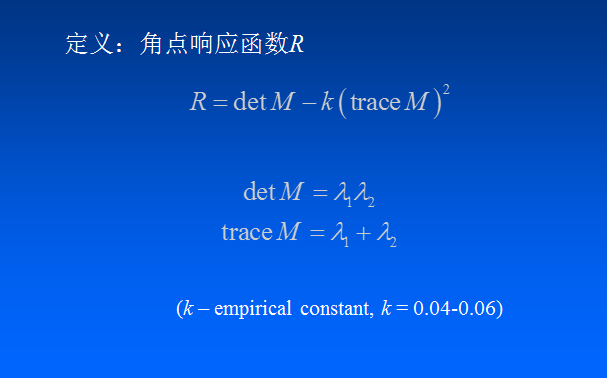 定义：角点响应函数R
R = det M − k(trace M)²
det M = λ₁λ₂
trace M = λ₁ + λ₂
(k – empirical constant, k = 0.04-0.06)